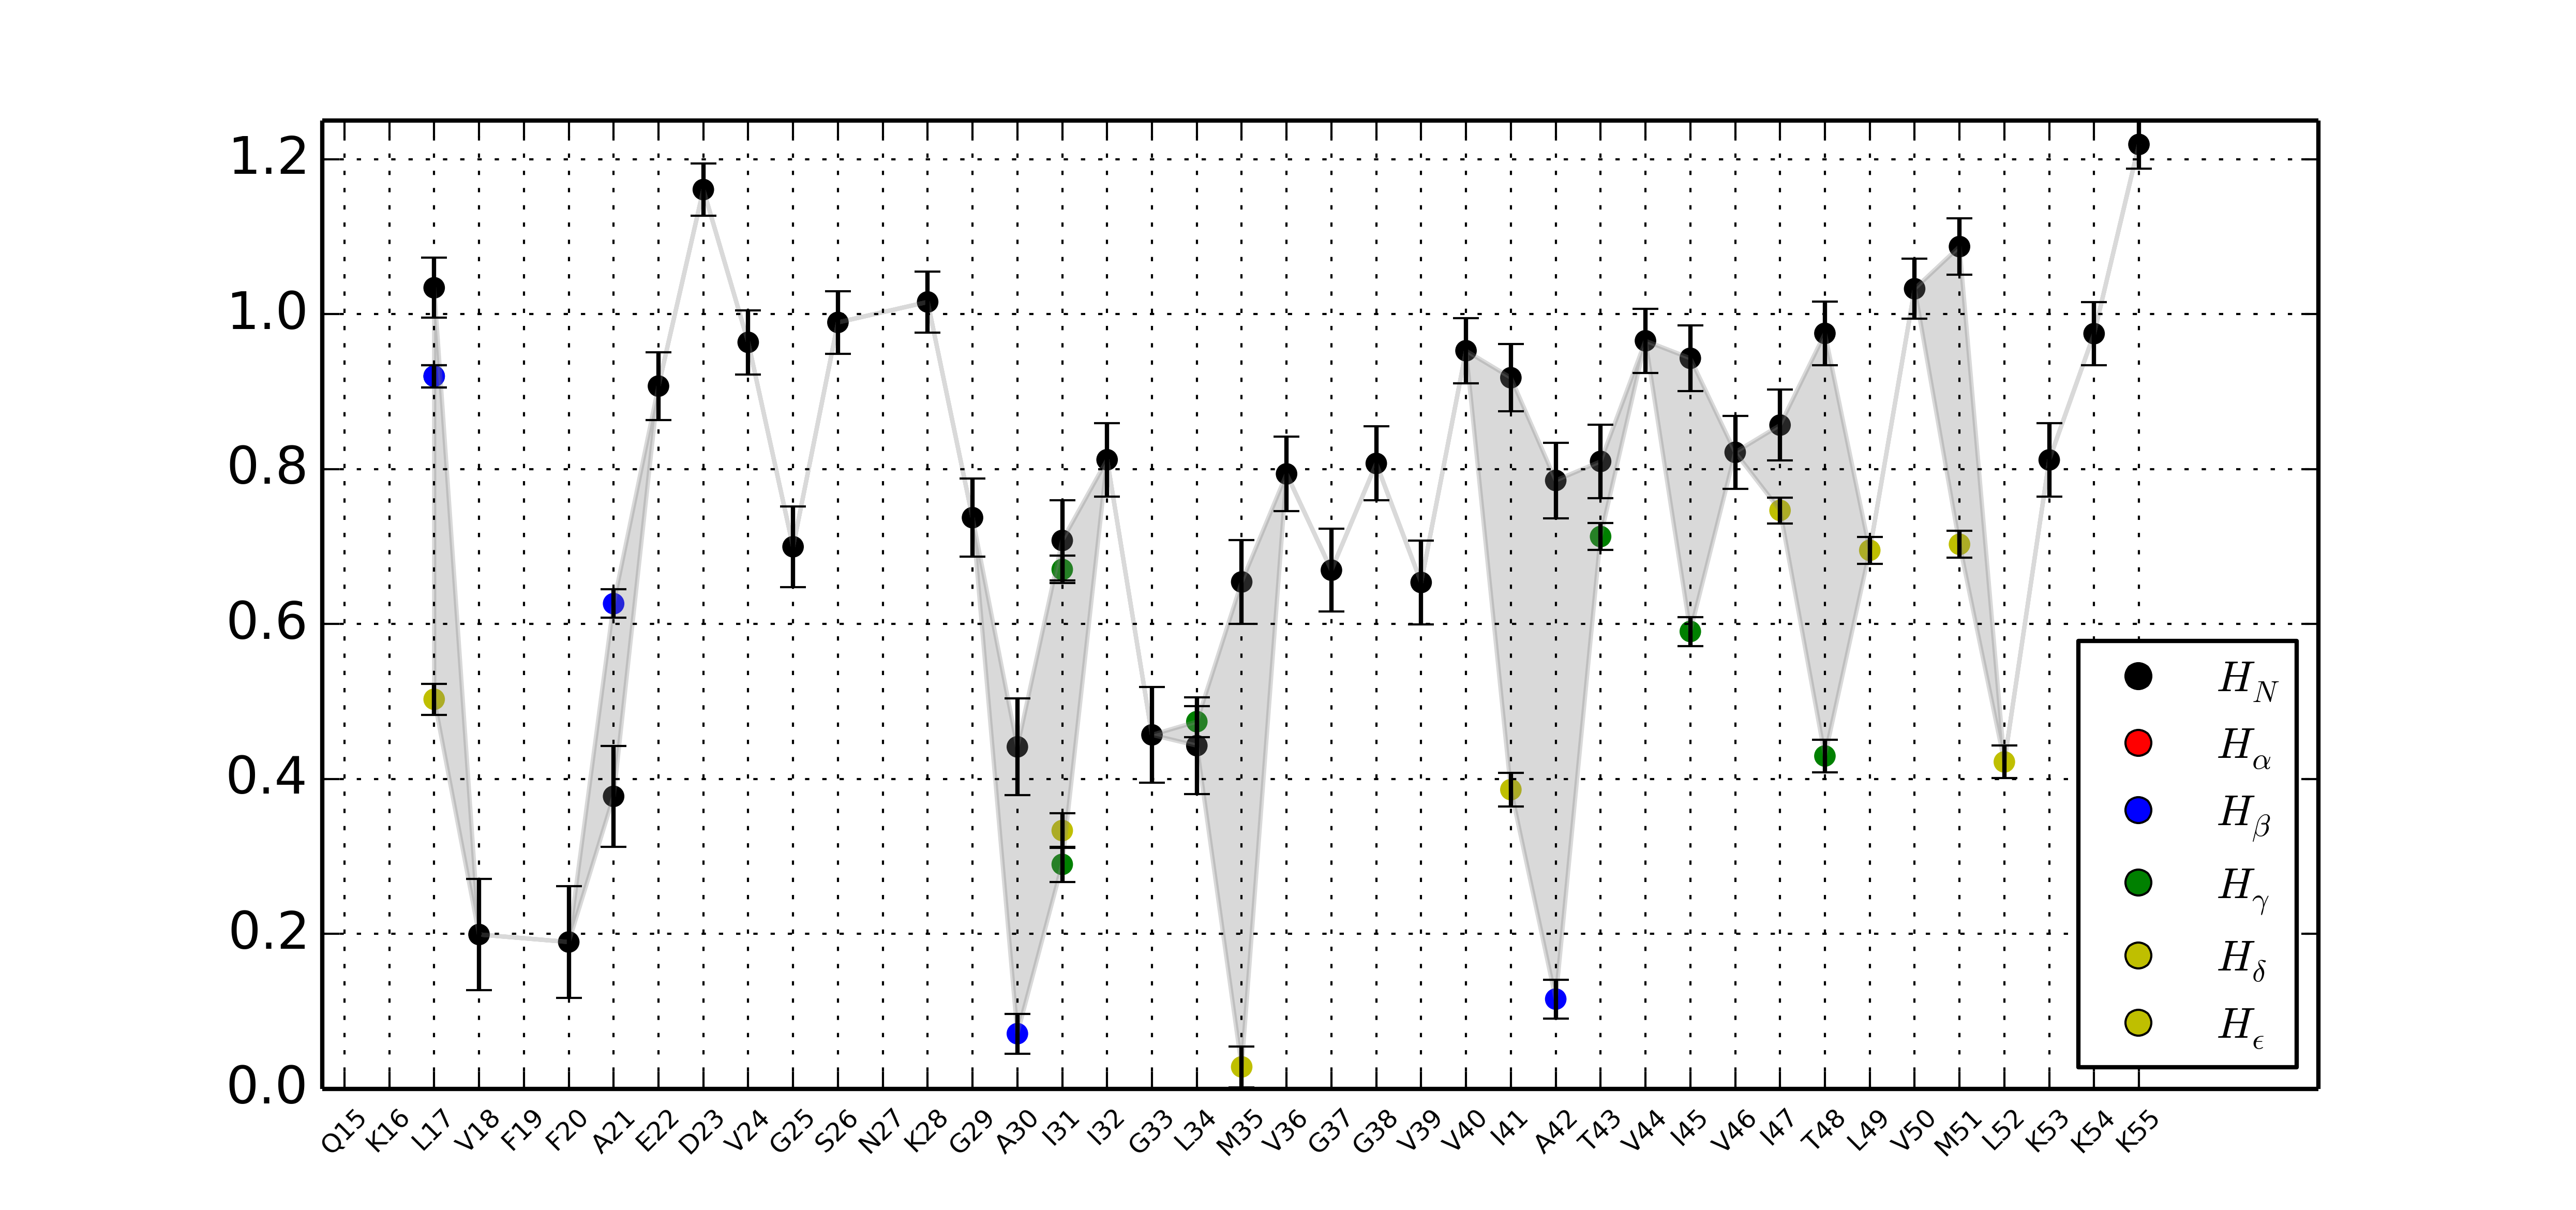 1.2
1.0
0.8
0.6
0.4
0.2
0.0
Q15 K16 L17 V18 F19 F20 A21 E22 D23 V24 G25 S26 N27 K28 G29 A30 I31 I32 G33 L34 M35 V36 G37 G38 V39 V40 I41 A42 T43 V44 I45 V46 I47 T48 L49 V50 M51 L52 K53 K54 K55
H_N
H_α
H_β
H_γ
H_δ
H_ϵ